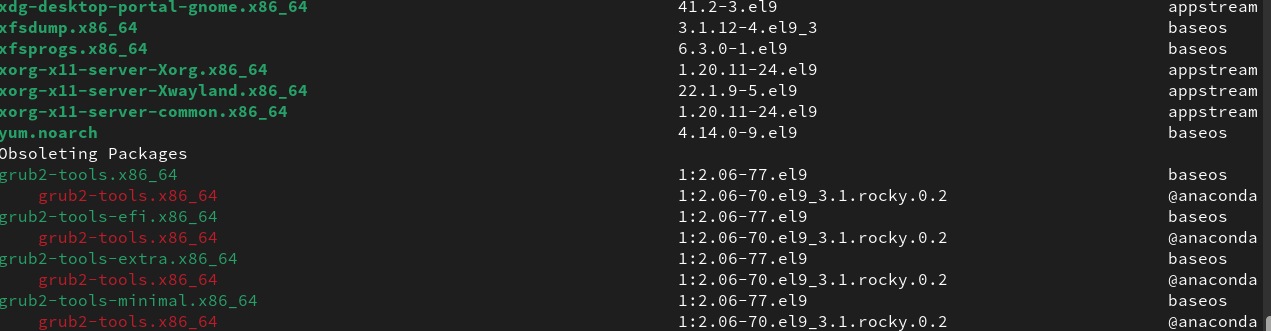 xdg-desktop-portal-gnome.x86_64 41.2-3.el9 appstream
xfsdump.x86_64 3.1.12-4.el9_3 baseos
xfsprogs.x86_64 6.3.0-1.el9 baseos
xorg-x11-server-Xorg.x86_64 1.20.11-24.el9 appstream
xorg-x11-server-Xwayland.x86_64 22.1.9-5.el9 appstream
xorg-x11-server-common.x86_64 1.20.11-24.el9 appstream
yum.noarch 4.14.0-9.el9 baseos
Obsoleting Packages
grub2-tools.x86_64 1:2.06-77.el9 baseos
grub2-tools.x86_64 1:2.06-70.el9_3.1.rocky.0.2 @anaconda
grub2-tools-efi.x86_64 1:2.06-77.el9 baseos
grub2-tools.x86_64 1:2.06-70.el9_3.1.rocky.0.2 @anaconda
grub2-tools-extra.x86_64 1:2.06-77.el9 baseos
grub2-tools.x86_64 1:2.06-70.el9_3.1.rocky.0.2 @anaconda
grub2-tools-minimal.x86_64 1:2.06-77.el9 baseos
grub2-tools.x86_64 1:2.06-70.el9_3.1.rocky.0.2 @anaconda